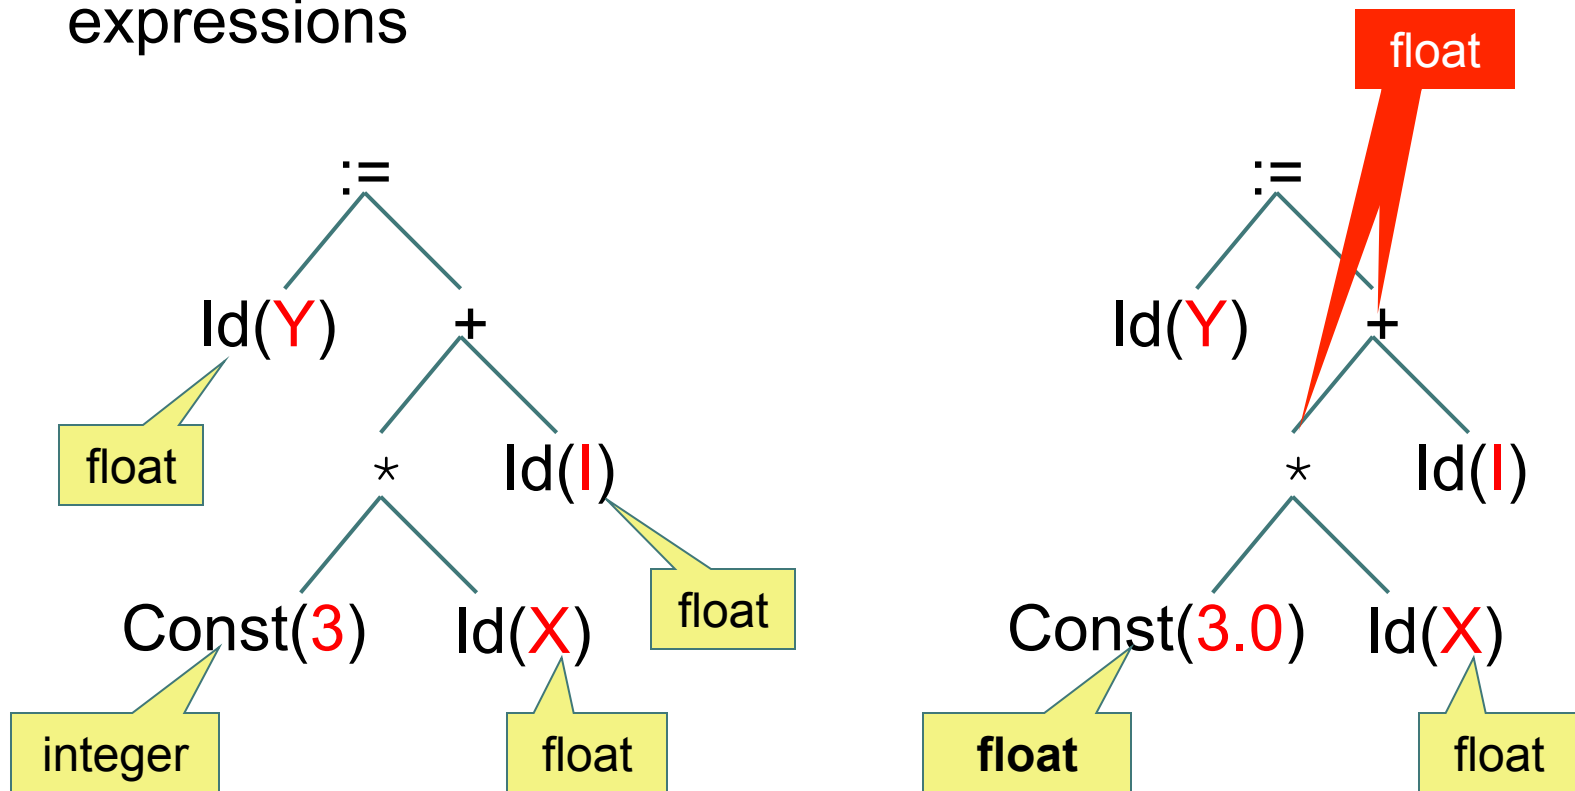 expressions
float
:=
:=
Id(Y)
+
Id(Y)
+
float
*
Id(I)
*
Id(I)
float
Const(3)
Id(X)
Const(3.0)
Id(X)
integer
float
float
float